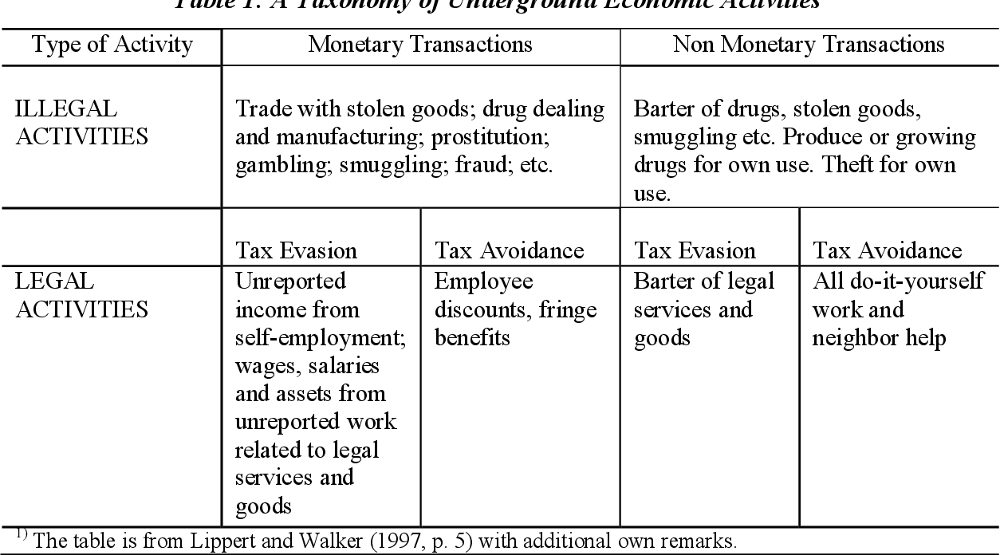 Table 1: A Taxonomy of Underground Economic Activities
Type of Activity
Monetary Transactions
Non Monetary Transactions
ILLEGAL
ACTIVITIES
Trade with stolen goods; drug dealing
and manufacturing; prostitution;
gambling; smuggling; fraud; etc.
Barter of drugs, stolen goods,
smuggling etc. Produce or growing
drugs for own use. Theft for own
use.
Tax Evasion
Tax Avoidance
Tax Evasion
Tax Avoidance
LEGAL
ACTIVITIES
Unreported
income from
self-employment;
wages, salaries
and assets from
unreported work
related to legal
services and
goods
Employee
discounts, fringe
benefits
Barter of legal
services and
goods
All do-it-yourself
work and
neighbor help
1) The table is from Lippert and Walker (1997, p. 5) with additional own remarks.